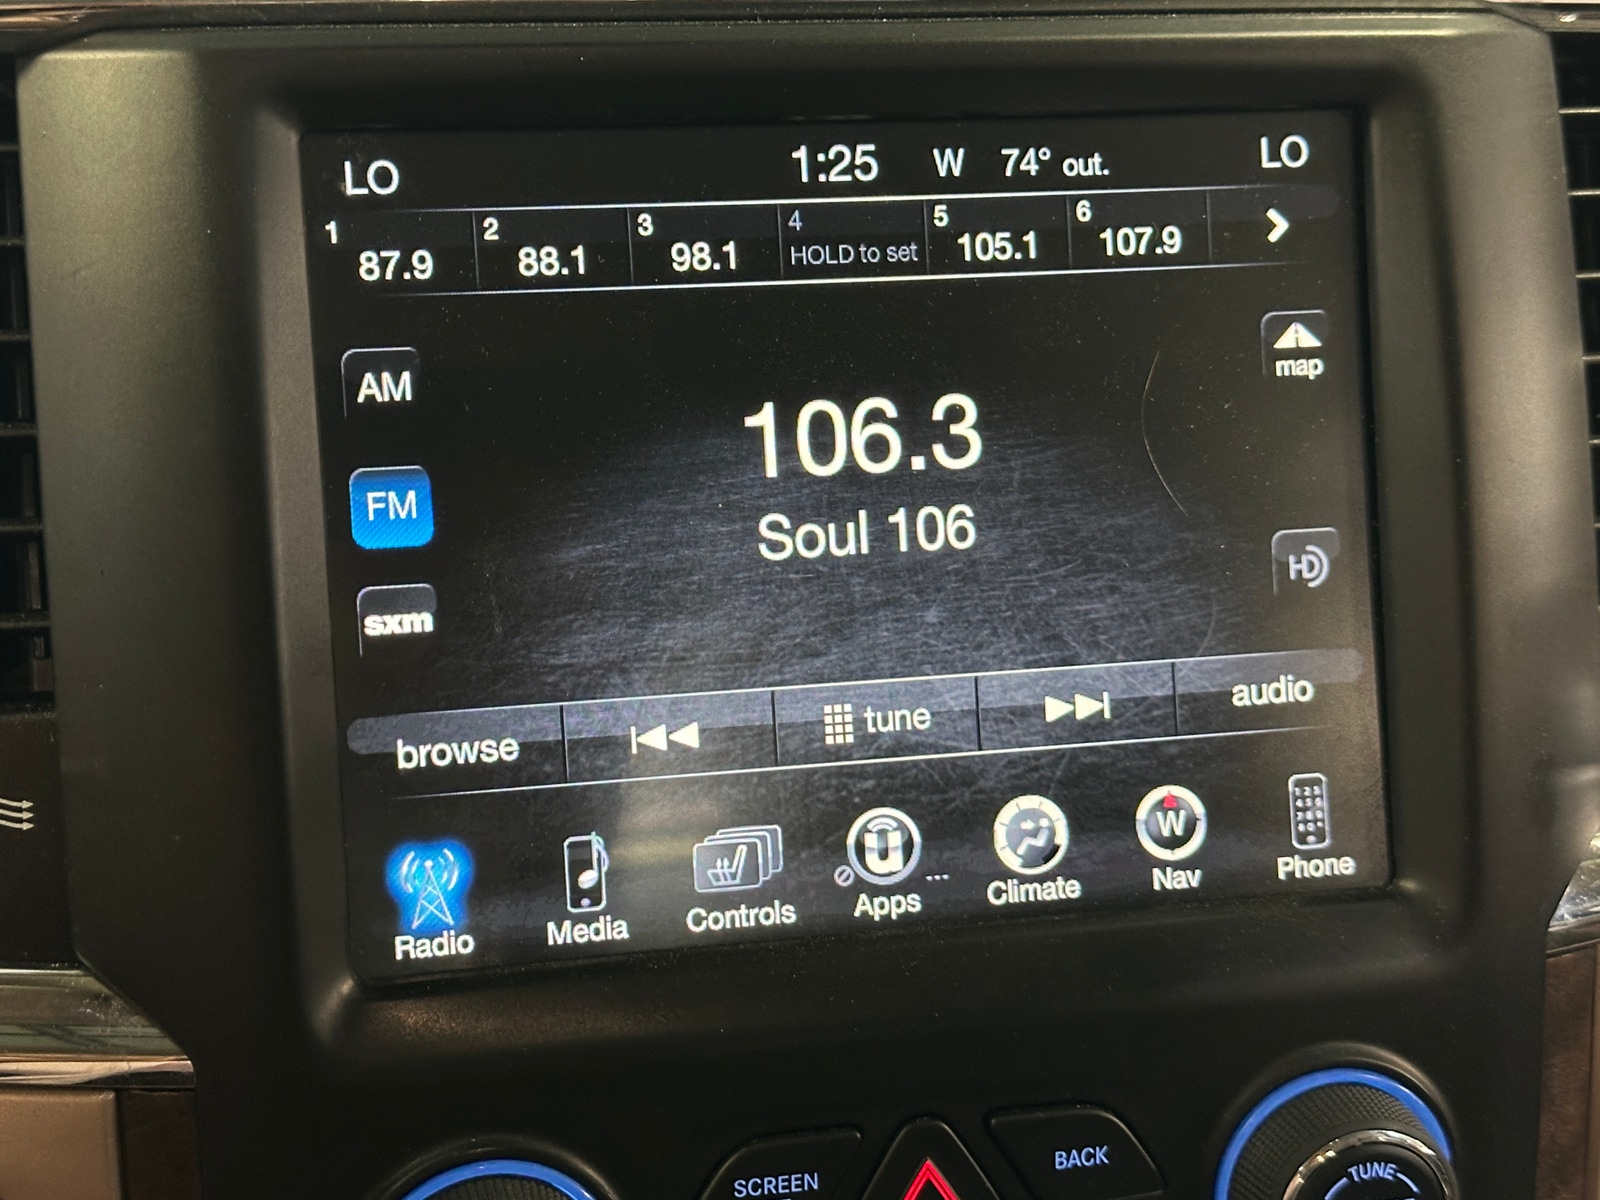 LO 1:25 W 74° out. LO
1 2 3 4 5 6
87.9 88.1 98.1 HOLD to set 105.1 107.9
AM
map
106.3
FM
Soul 106
HD
sxm
browse tune audio
Radio Media Controls Apps ... Climate W Nav Phone
SCREEN BACK TUNE